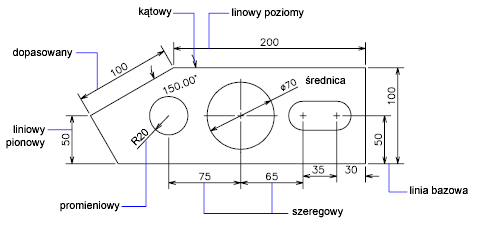 kątowy
linowy poziomy
200
dopasowany
100
150.00°
ø70
średnica
100
liniowy
pionowy
50
R20
50
75
65
35
30
linia bazowa
promieniowy
szeregowy